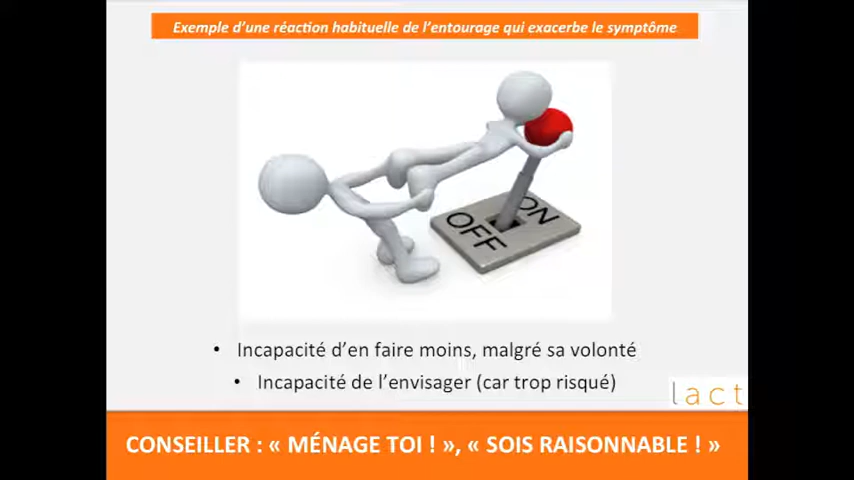 Exemple d'une réaction habituelle de l'entourage qui exacerbe le symptôme
OFF
ON
• Incapacité d'en faire moins, malgré sa volonté
• Incapacité de l'envisager (car trop risqué)
lact
CONSEILLER : « MÉNAGE TOI ! », « SOIS RAISONNABLE ! »